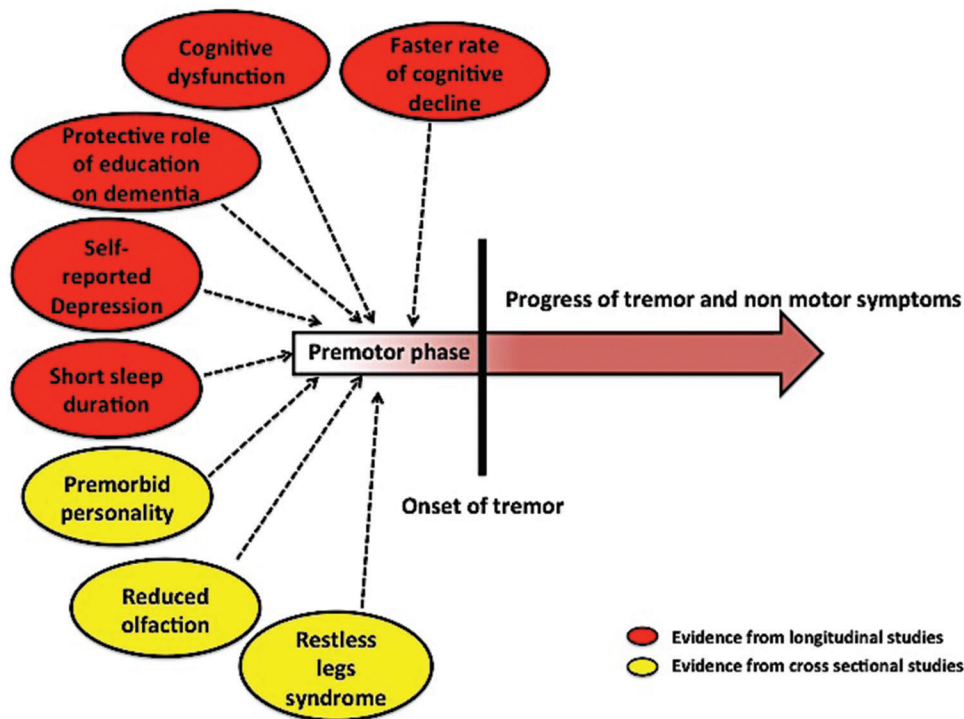 Cognitive
dysfunction
Faster rate
of cognitive
decline
Protective role
of education
on dementia
Self-
reported
Depression
Short sleep
duration
Premorbid
personality
Reduced
olfaction
Restless
legs
syndrome
Premotor phase
Progress of tremor and non motor symptoms
Onset of tremor
Evidence from longitudinal studies
Evidence from cross sectional studies